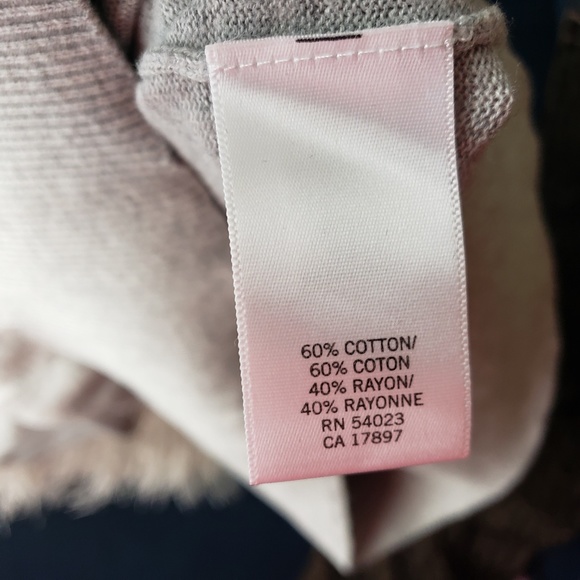 60% COTTON/
60% COTON
40% RAYON/
40% RAYONNE
RN 54023
CA 17897